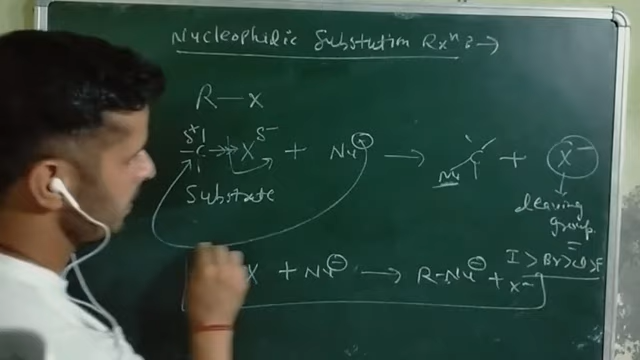 Nucleophilic Substution Rxⁿ :→
R—X
δ+ δ−
—C→→X + Nu⊕ → Nu C + X⁻
Substrate
leaving
group.
I > Br > Cl > F
X + Nu⊖ → R-Nu⊖ + X⁻